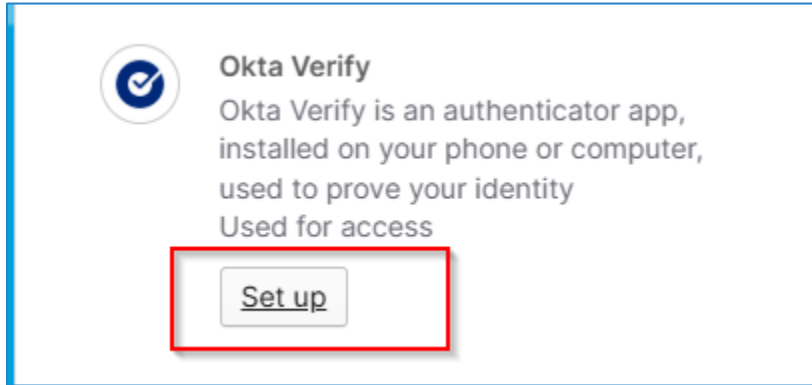 Okta Verify
Okta Verify is an authenticator app,
installed on your phone or computer,
used to prove your identity
Used for access
Set up